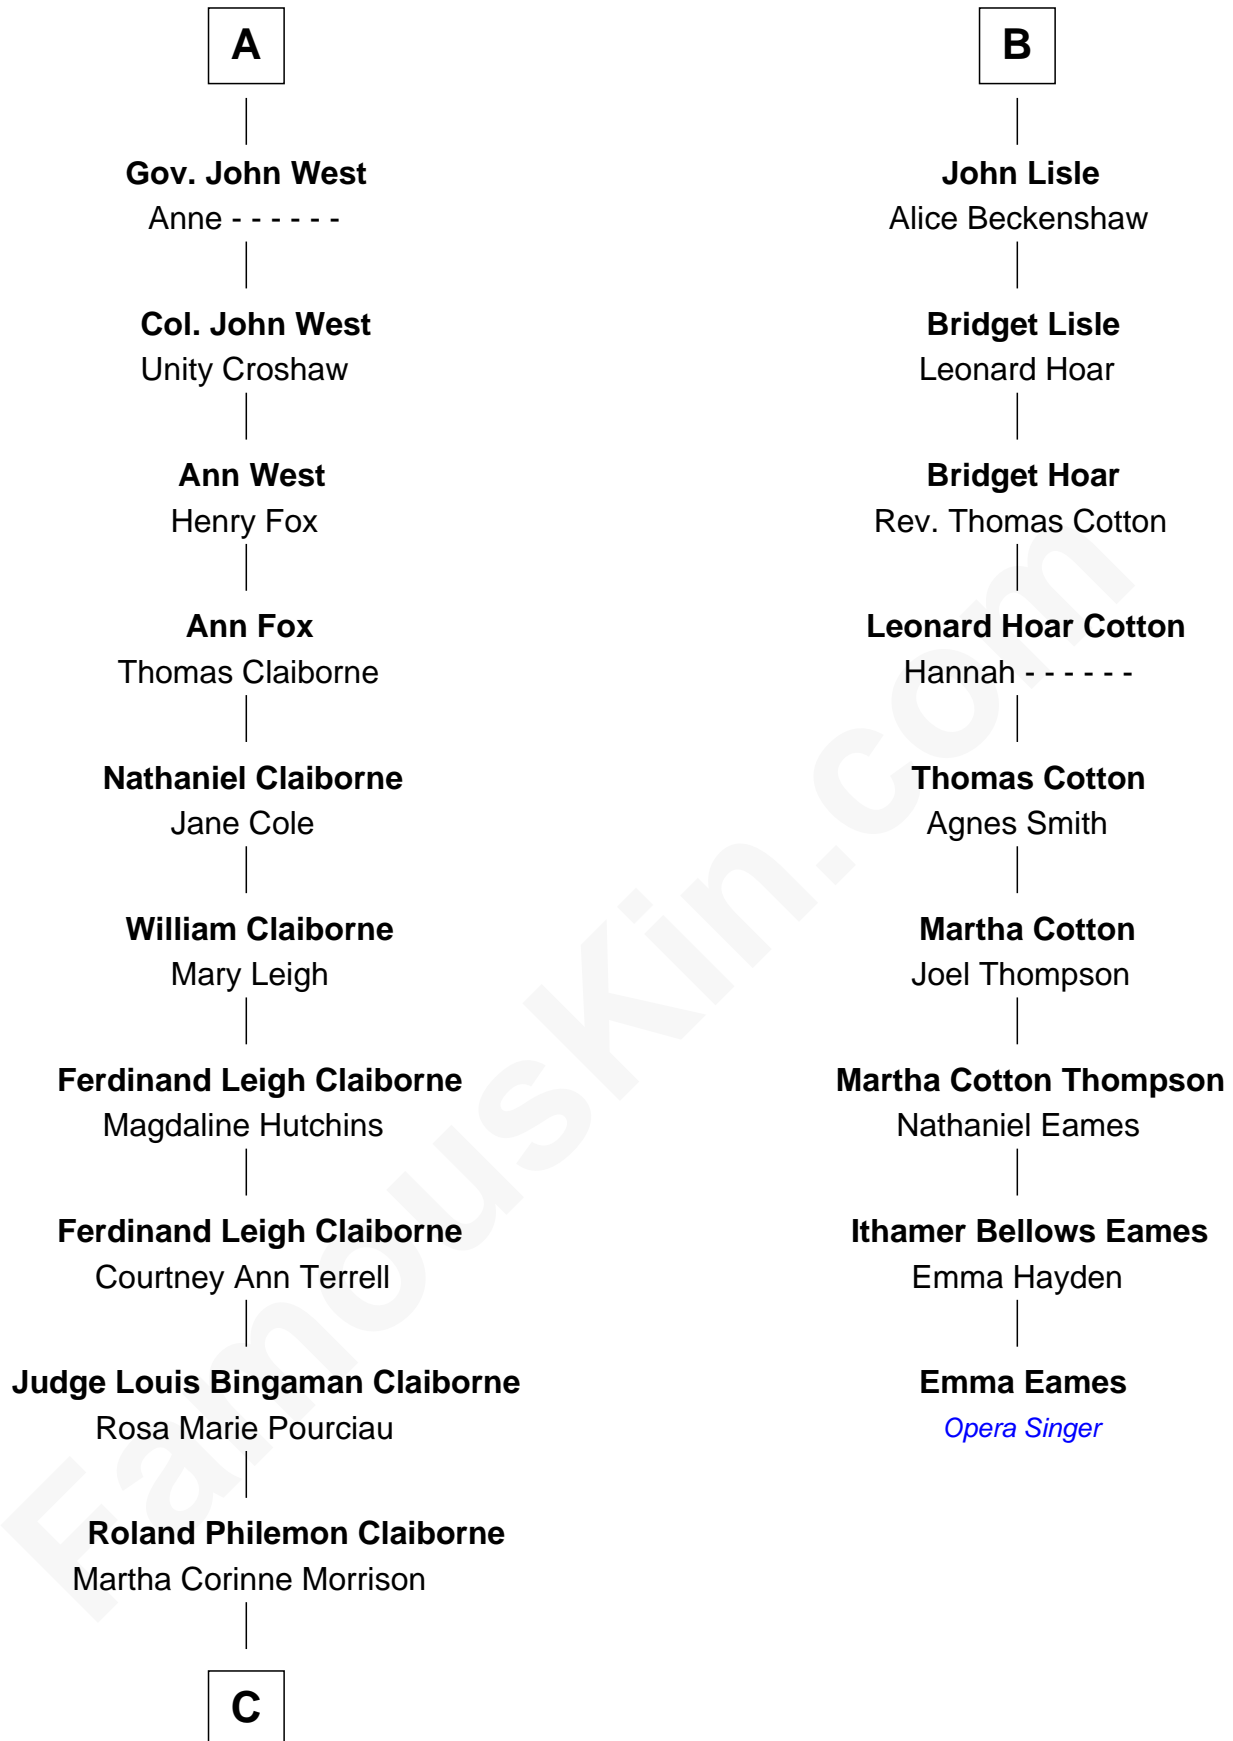 A
Gov. John West
Anne - - - - - -
Col. John West
Unity Croshaw
Ann West
Henry Fox
Ann Fox
Thomas Claiborne
Nathaniel Claiborne
Jane Cole
William Claiborne
Mary Leigh
Ferdinand Leigh Claiborne
Magdaline Hutchins
Ferdinand Leigh Claiborne
Courtney Ann Terrell
Judge Louis Bingaman Claiborne
Rosa Marie Pourciau
Roland Philemon Claiborne
Martha Corinne Morrison
C
B
John Lisle
Alice Beckenshaw
Bridget Lisle
Leonard Hoar
Bridget Hoar
Rev. Thomas Cotton
Leonard Hoar Cotton
Hannah - - - - - -
Thomas Cotton
Agnes Smith
Martha Cotton
Joel Thompson
Martha Cotton Thompson
Nathaniel Eames
Ithamer Bellows Eames
Emma Hayden
Emma Eames
Opera Singer
FamousKin.com